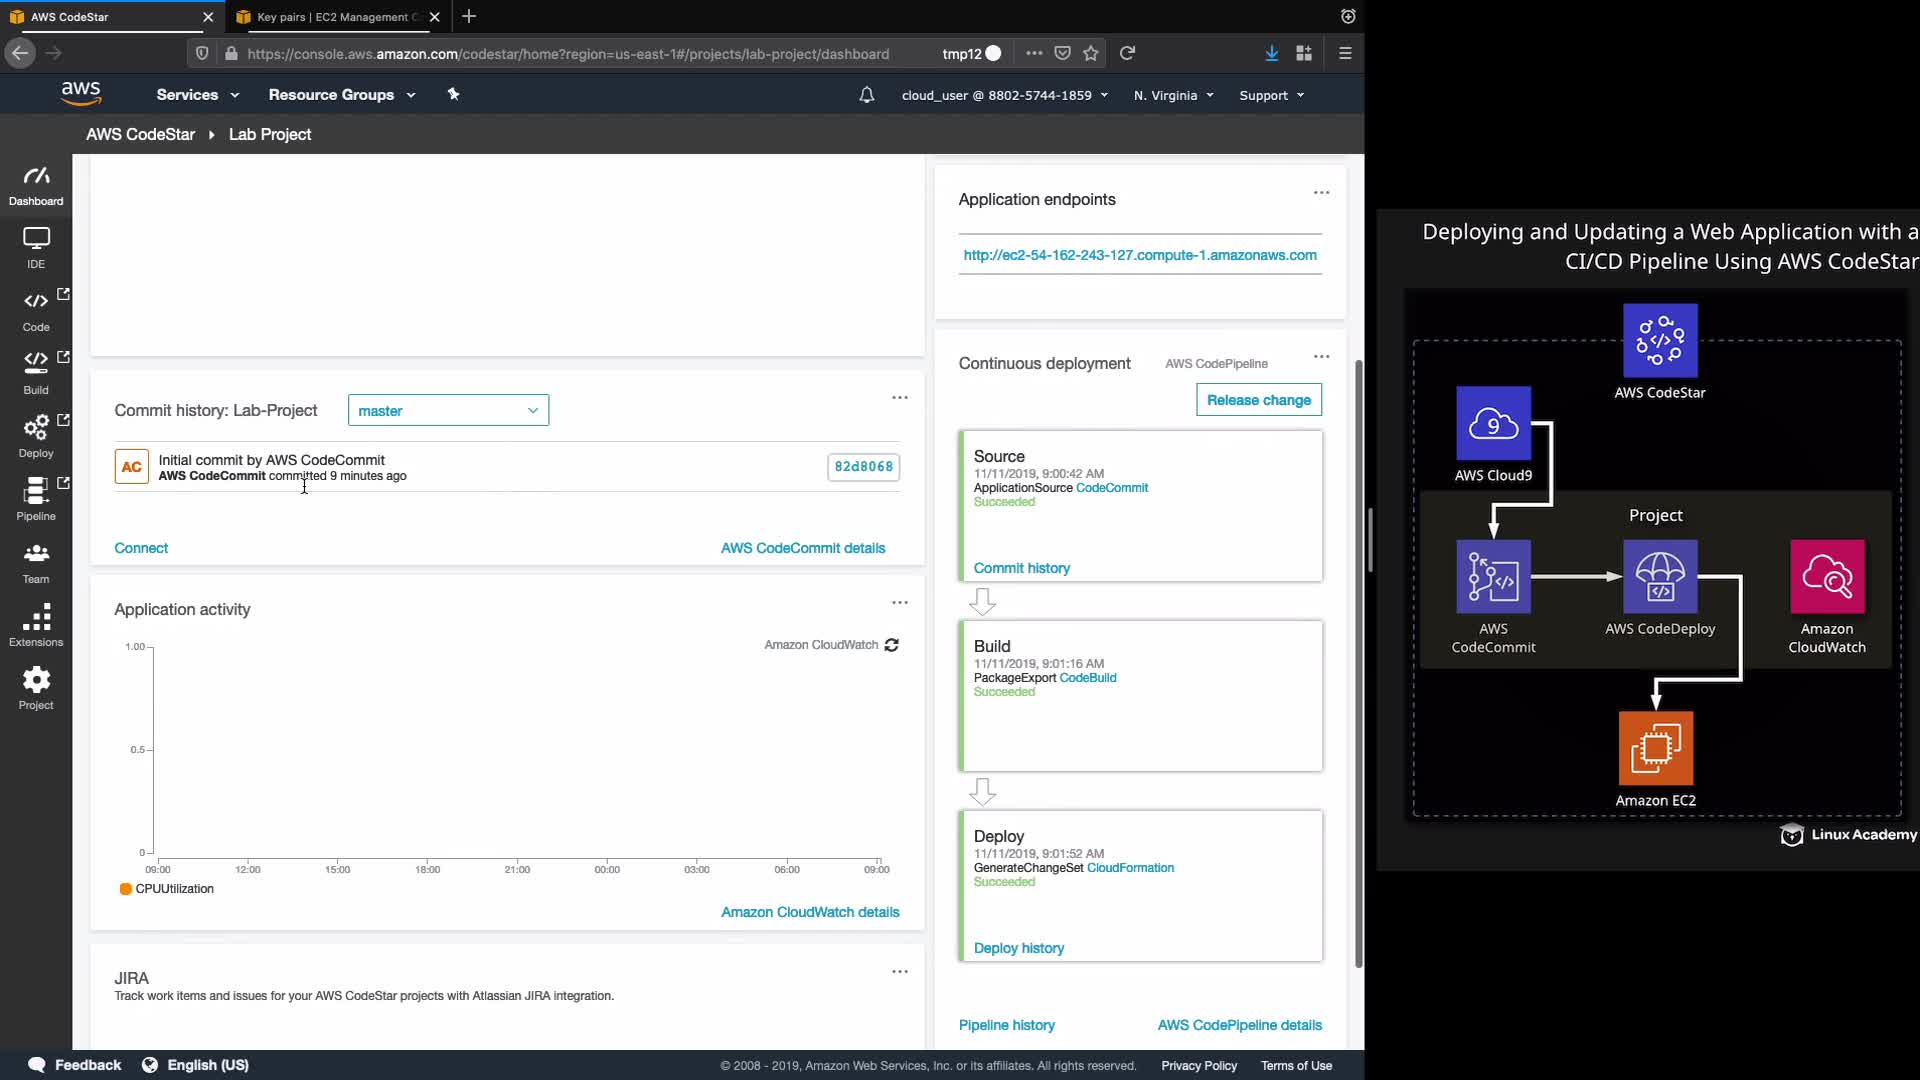 AWS CodeStar
Key pairs | EC2 Management C
https://console.aws.amazon.com/codestar/home?region=us-east-1#/projects/lab-project/dashboard
tmp12
aws
Services
Resource Groups
cloud_user @ 8802-5744-1859
N. Virginia
Support
AWS CodeStar
Lab Project
Dashboard
IDE
Code
Build
Deploy
Pipeline
Team
Extensions
Project
Commit history: Lab-Project
master
AC
Initial commit by AWS CodeCommit
AWS CodeCommit committed 9 minutes ago
82d8068
Connect
AWS CodeCommit details
Application activity
Amazon CloudWatch
1.00
0.5
0
09:00
12:00
15:00
18:00
21:00
00:00
03:00
06:00
09:00
CPUUtilization
Amazon CloudWatch details
JIRA
Track work items and issues for your AWS CodeStar projects with Atlassian JIRA integration.
Application endpoints
http://ec2-54-162-243-127.compute-1.amazonaws.com
Continuous deployment
AWS CodePipeline
Release change
Source
11/11/2019, 9:00:42 AM
ApplicationSource CodeCommit
Succeeded
Commit history
Build
11/11/2019, 9:01:16 AM
PackageExport CodeBuild
Succeeded
Deploy
11/11/2019, 9:01:52 AM
GenerateChangeSet CloudFormation
Succeeded
Deploy history
Pipeline history
AWS CodePipeline details
Feedback
English (US)
© 2008 - 2019, Amazon Web Services, Inc. or its affiliates. All rights reserved.
Privacy Policy
Terms of Use
Deploying and Updating a Web Application with a
CI/CD Pipeline Using AWS CodeStar
AWS CodeStar
9
AWS Cloud9
Project
AWS
CodeCommit
AWS CodeDeploy
Amazon
CloudWatch
Amazon EC2
Linux Academy